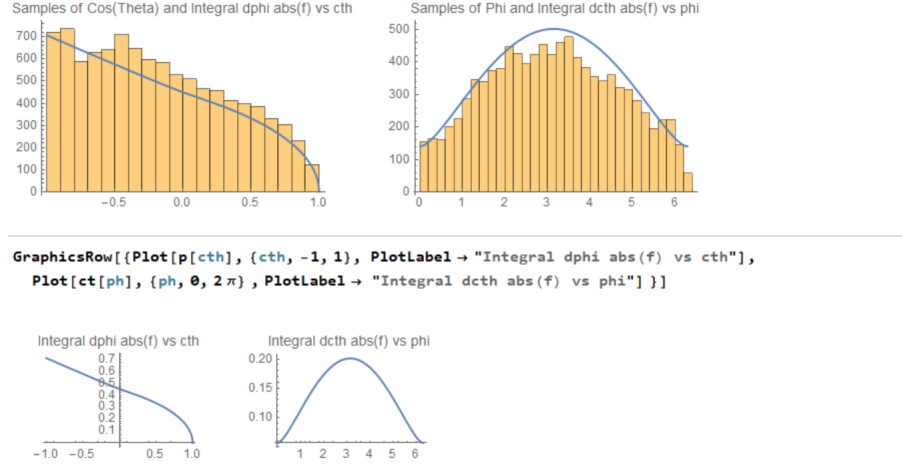 Samples of Cos(Theta) and Integral dphi abs(f) vs cth
700
600
500
400
300
200
100
0
-0.5 0.0 0.5 1.0
Samples of Phi and Integral dcth abs(f) vs phi
500
400
300
200
100
0
0 1 2 3 4 5 6
GraphicsRow[{Plot[p[cth], {cth, -1, 1}, PlotLabel → "Integral dphi abs(f) vs cth"],
Plot[ct[ph], {ph, 0, 2 π} , PlotLabel → "Integral dcth abs(f) vs phi"] }]
Integral dphi abs(f) vs cth
0.7
0.6
0.5
0.4
0.3
0.2
0.1
-1.0 -0.5 0.5 1.0
Integral dcth abs(f) vs phi
0.20
0.15
0.10
1 2 3 4 5 6